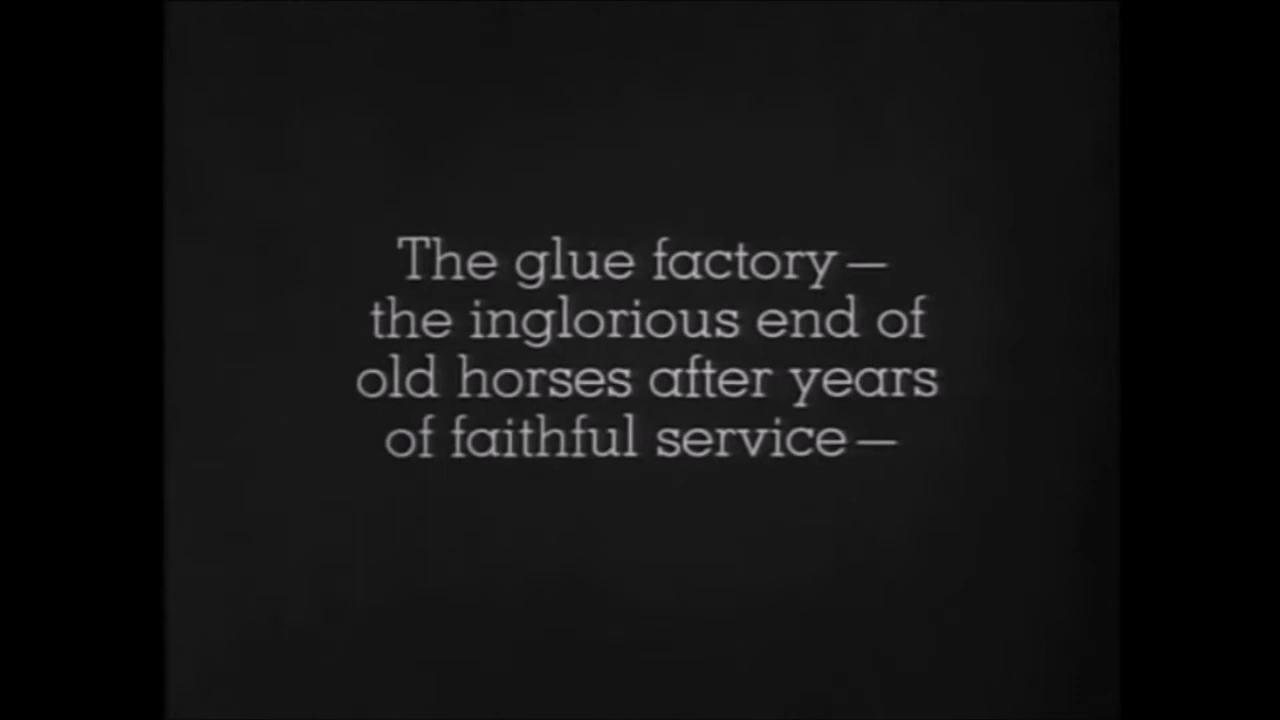 The glue factory—
the inglorious end of
old horses after years
of faithful service—